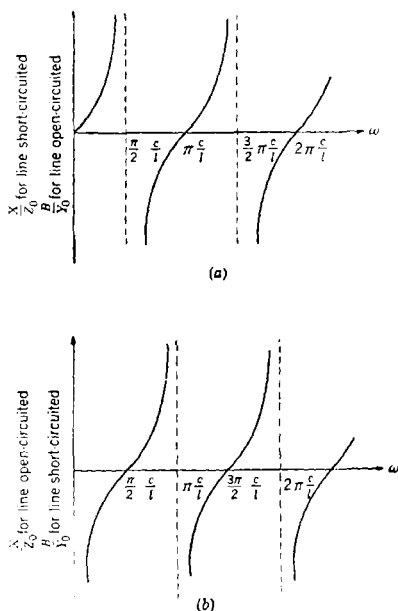 X/Z₀ for line short-circuited
B/Y₀ for line open-circuited
π/2 c/l
π c/l
3/2 π c/l
2π c/l
ω
(a)
X/Z₀ for line open-circuited
B/Y₀ for line short-circuited
π/2 c/l
π c/l
3π/2 c/l
2π c/l
ω
(b)